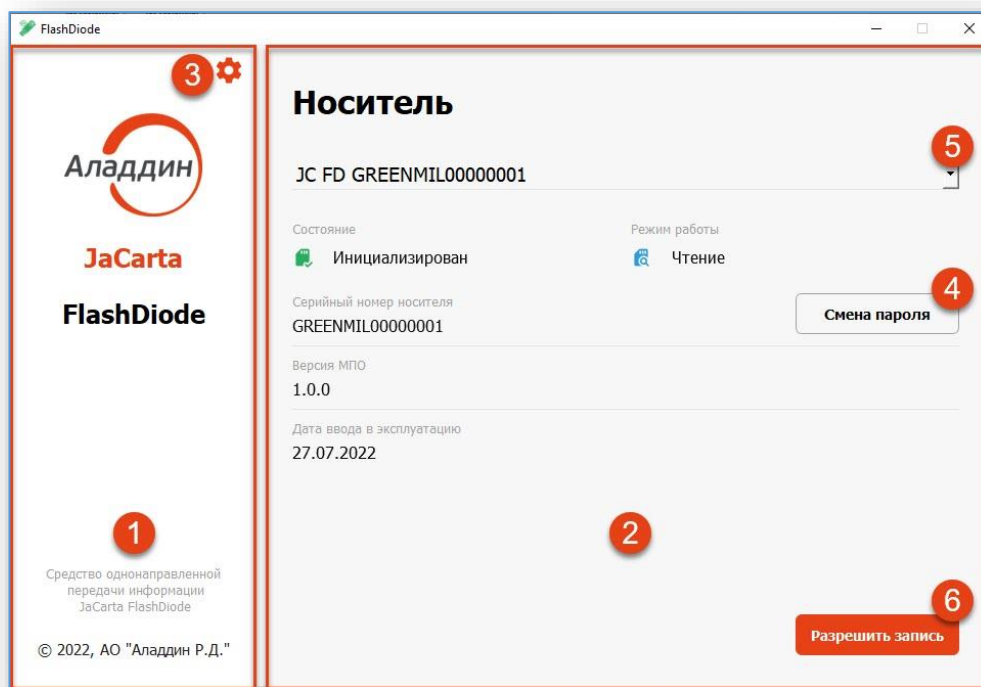 FlashDiode
3
Аладдин
JaCarta
FlashDiode
1
Средство однонаправленной
передачи информации
JaCarta FlashDiode
© 2022, АО "Аладдин Р.Д."
Носитель
5
JC FD GREENMIL00000001
Состояние
Режим работы
Инициализирован
Чтение
Серийный номер носителя
GREENMIL00000001
4
Смена пароля
Версия МПО
1.0.0
Дата ввода в эксплуатацию
27.07.2022
2
6
Разрешить запись